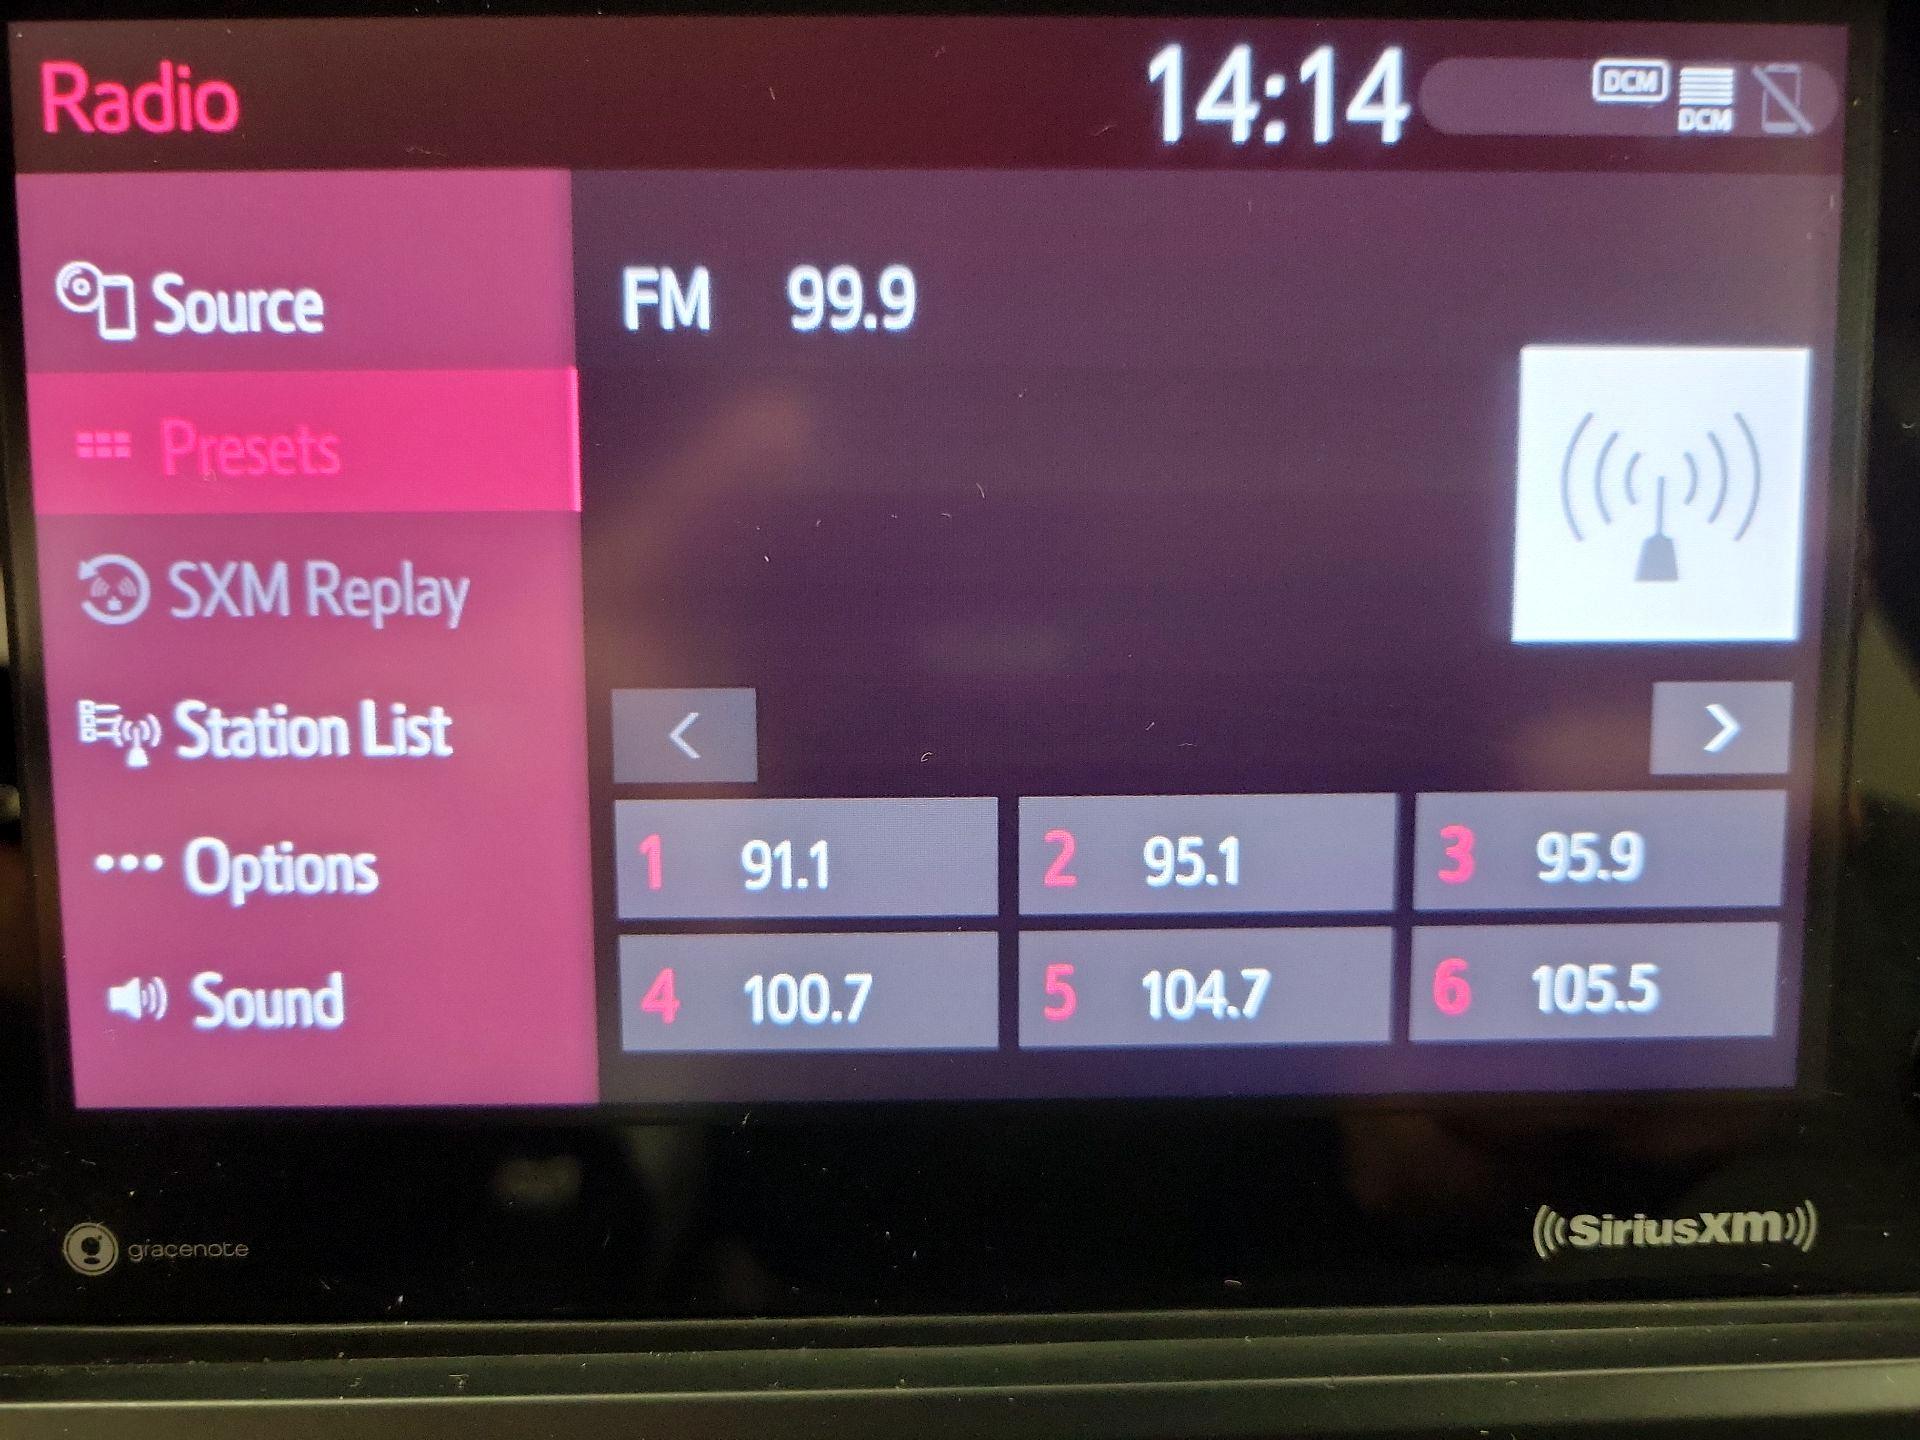 Radio
14:14
DCM
DCM
Source
FM 99.9
Presets
SXM Replay
Station List
Options
Sound
1 91.1
2 95.1
3 95.9
4 100.7
5 104.7
6 105.5
gracenote
SiriusXM